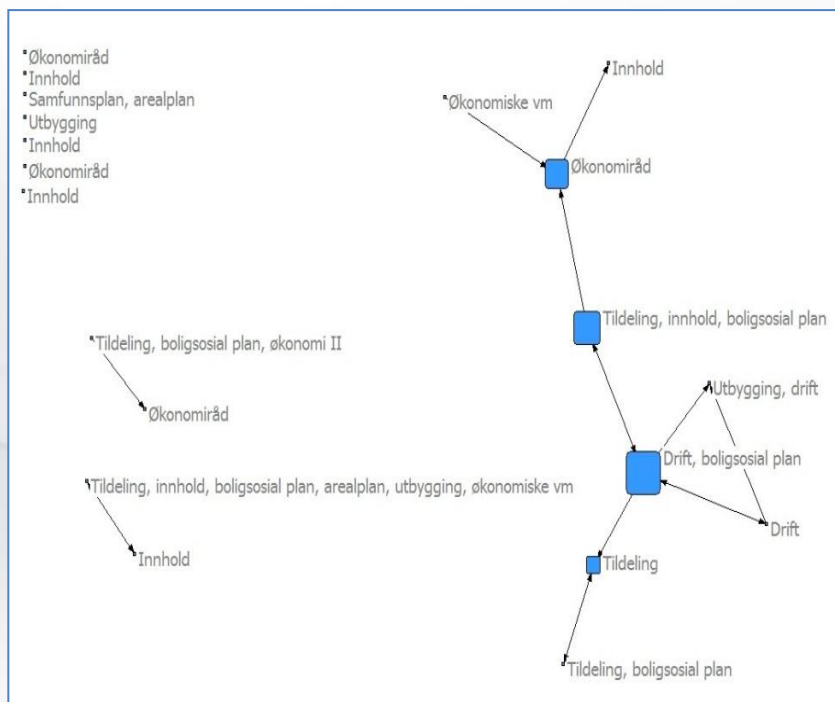 Økonomiråd
Innhold
Samfunnsplan, arealplan
Utbygging
Innhold
Økonomiråd
Innhold
Innhold
Økonomiske vm
Økonomiråd
Tildeling, innhold, boligsosial plan
Tildeling, boligsosial plan, økonomi II
Utbygging, drift
Økonomiråd
Drift, boligsosial plan
Tildeling, innhold, boligsosial plan, arealplan, utbygging, økonomiske vm
Drift
Innhold
Tildeling
Tildeling, boligsosial plan